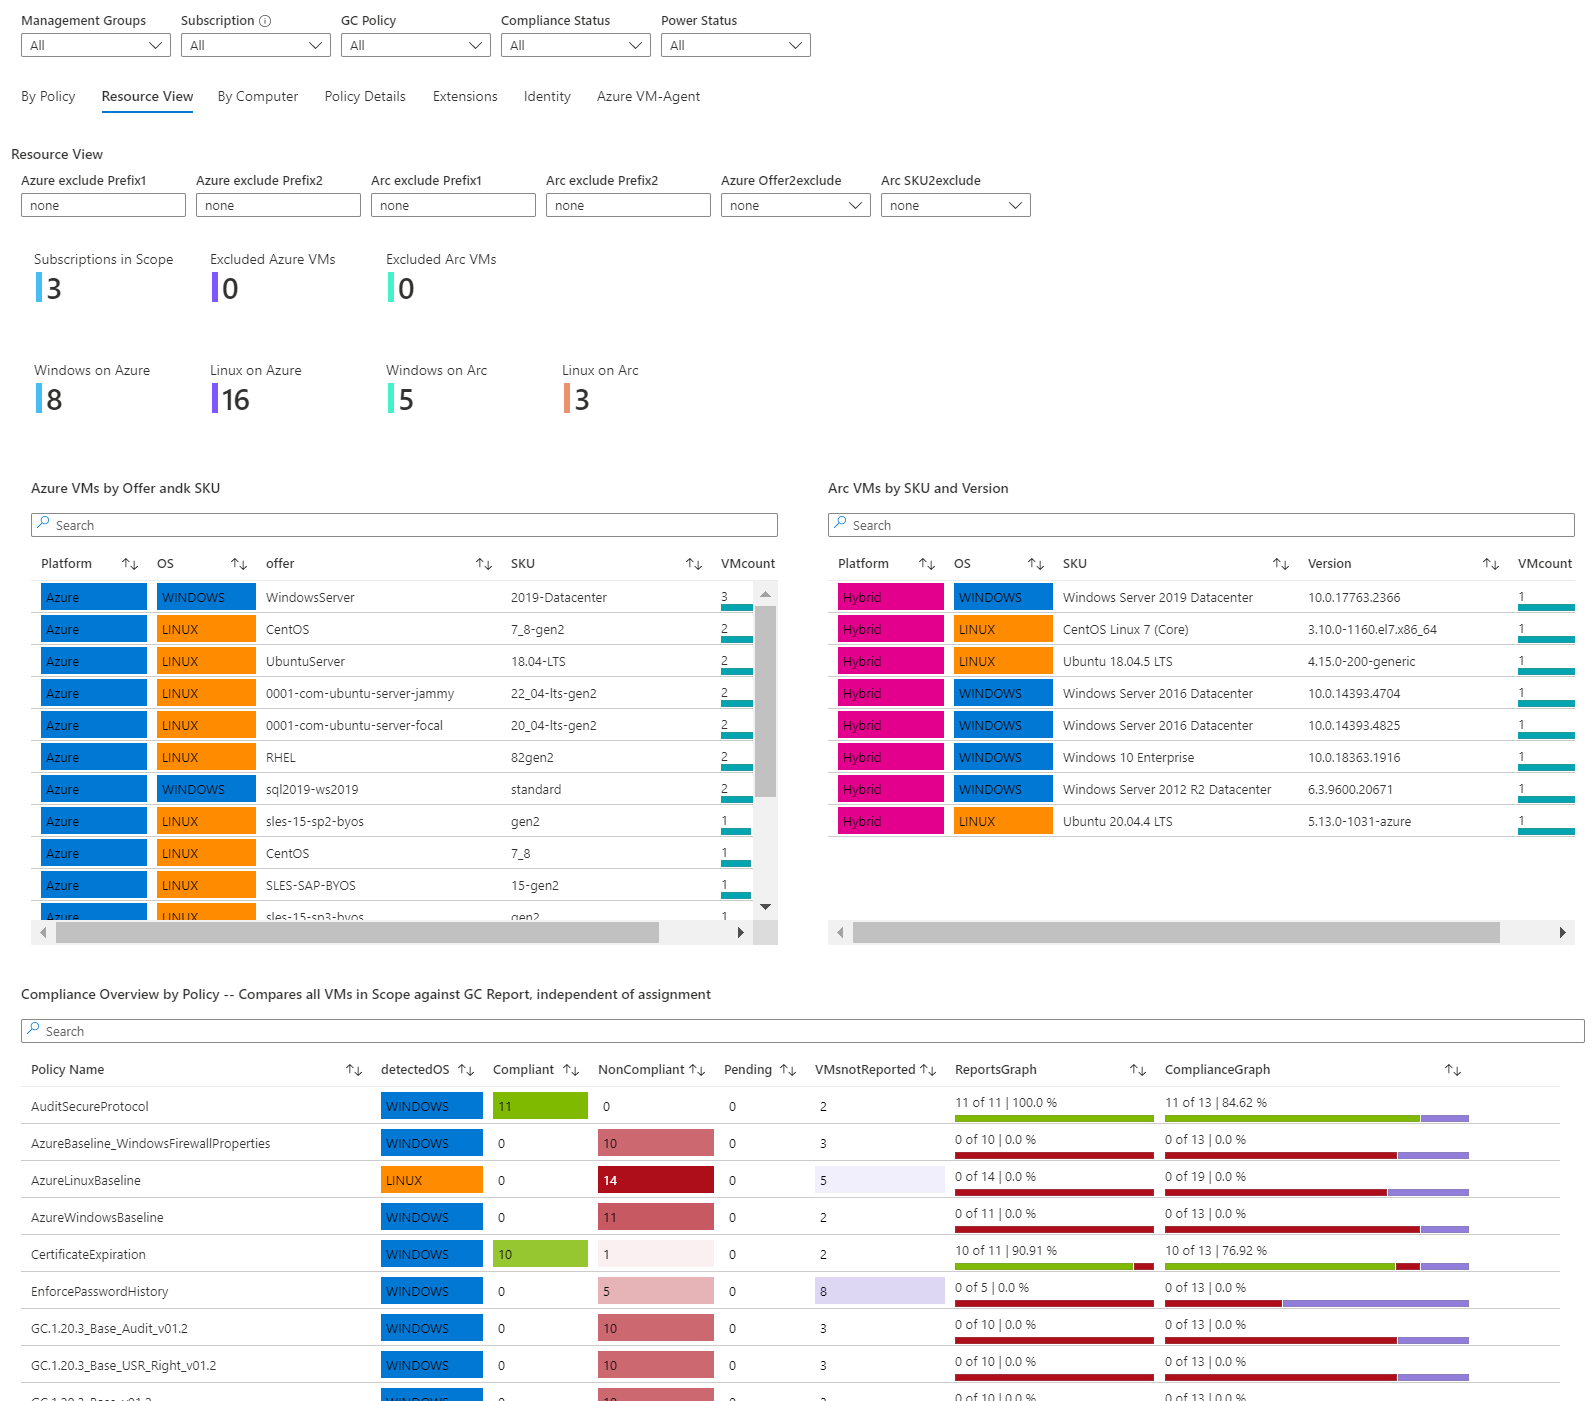 Management Groups Subscription GC Policy Compliance Status Power Status
All All All All All
By Policy Resource View By Computer Policy Details Extensions Identity Azure VM-Agent
Resource View
Azure exclude Prefix1 Azure exclude Prefix2 Arc exclude Prefix1 Arc exclude Prefix2 Azure Offer2exclude Arc SKU2exclude
none none none none none none
Subscriptions in Scope Excluded Azure VMs Excluded Arc VMs
3 0 0
Windows on Azure Linux on Azure Windows on Arc Linux on Arc
8 16 5 3
Azure VMs by Offer andk SKU
Search
Platform OS offer SKU VMcount
Azure WINDOWS WindowsServer 2019-Datacenter 3
Azure LINUX CentOS 7_8-gen2 2
Azure LINUX UbuntuServer 18.04-LTS 2
Azure LINUX 0001-com-ubuntu-server-jammy 22_04-lts-gen2 2
Azure LINUX 0001-com-ubuntu-server-focal 20_04-lts-gen2 2
Azure LINUX RHEL 82gen2 2
Azure WINDOWS sql2019-ws2019 standard 2
Azure LINUX sles-15-sp2-byos gen2 1
Azure LINUX CentOS 7_8 1
Azure LINUX SLES-SAP-BYOS 15-gen2 1
Azure LINUX sles-15-sp3-byos gen2 1
Arc VMs by SKU and Version
Search
Platform OS SKU Version VMcount
Hybrid WINDOWS Windows Server 2019 Datacenter 10.0.17763.2366 1
Hybrid LINUX CentOS Linux 7 (Core) 3.10.0-1160.el7.x86_64 1
Hybrid LINUX Ubuntu 18.04.5 LTS 4.15.0-200-generic 1
Hybrid WINDOWS Windows Server 2016 Datacenter 10.0.14393.4704 1
Hybrid WINDOWS Windows Server 2016 Datacenter 10.0.14393.4825 1
Hybrid WINDOWS Windows 10 Enterprise 10.0.18363.1916 1
Hybrid WINDOWS Windows Server 2012 R2 Datacenter 6.3.9600.20671 1
Hybrid LINUX Ubuntu 20.04.4 LTS 5.13.0-1031-azure 1
Compliance Overview by Policy -- Compares all VMs in Scope against GC Report, independent of assignment
Search
Policy Name detectedOS Compliant NonCompliant Pending VMsnotReported ReportsGraph ComplianceGraph
AuditSecureProtocol WINDOWS 11 0 0 2 11 of 11 | 100.0 % 11 of 13 | 84.62 %
AzureBaseline_WindowsFirewallProperties WINDOWS 0 10 0 3 0 of 10 | 0.0 % 0 of 13 | 0.0 %
AzureLinuxBaseline LINUX 0 14 0 5 0 of 14 | 0.0 % 0 of 19 | 0.0 %
AzureWindowsBaseline WINDOWS 0 11 0 2 0 of 11 | 0.0 % 0 of 13 | 0.0 %
CertificateExpiration WINDOWS 10 1 0 2 10 of 11 | 90.91 % 10 of 13 | 76.92 %
EnforcePasswordHistory WINDOWS 0 5 0 8 0 of 5 | 0.0 % 0 of 13 | 0.0 %
GC.1.20.3_Base_Audit_v01.2 WINDOWS 0 10 0 3 0 of 10 | 0.0 % 0 of 13 | 0.0 %
GC.1.20.3_Base_USR_Right_v01.2 WINDOWS 0 10 0 3 0 of 10 | 0.0 % 0 of 13 | 0.0 %
0 of 10 | 0.0 % 0 of 13 | 0.0 %